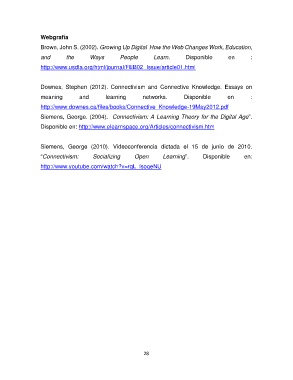 Webgrafía
Brown, John S. (2002). Growing Up Digital How the Web Changes Work, Education,
and the Ways People Learn. Disponible en :
http://www.usdla.org/html/journal/FEB02_Issue/article01.html
Downes, Stephen (2012). Connectivism and Connective Knowledge. Essays on
meaning and learning networks. Disponible en :
http://www.downes.ca/files/books/Connective_Knowledge-19May2012.pdf
Siemens, George. (2004). Connectivism: A Learning Theory for the Digital Age".
Disponible en: http://www.elearnspace.org/Articles/connectivism.htm
Siemens, George (2010). Videoconferencia dictada el 15 de junio de 2010.
"Connectivism: Socializing Open Learning". Disponible en:
http://www.youtube.com/watch?v=rqL_lsogeNU
28